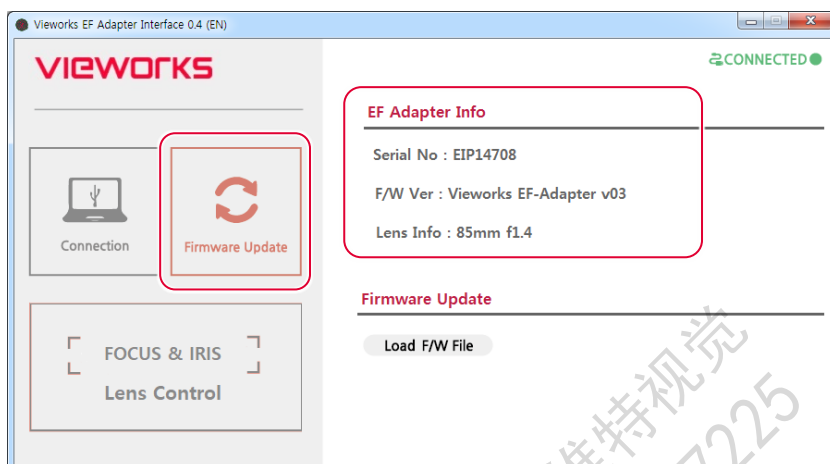 Vieworks EF Adapter Interface 0.4 (EN)
VIEWORKS
CONNECTED
EF Adapter Info
Serial No : EIP14708
F/W Ver : Vieworks EF-Adapter v03
Lens Info : 85mm f1.4
Connection
Firmware Update
Firmware Update
Load F/W File
FOCUS & IRIS
Lens Control
特视觉
7225